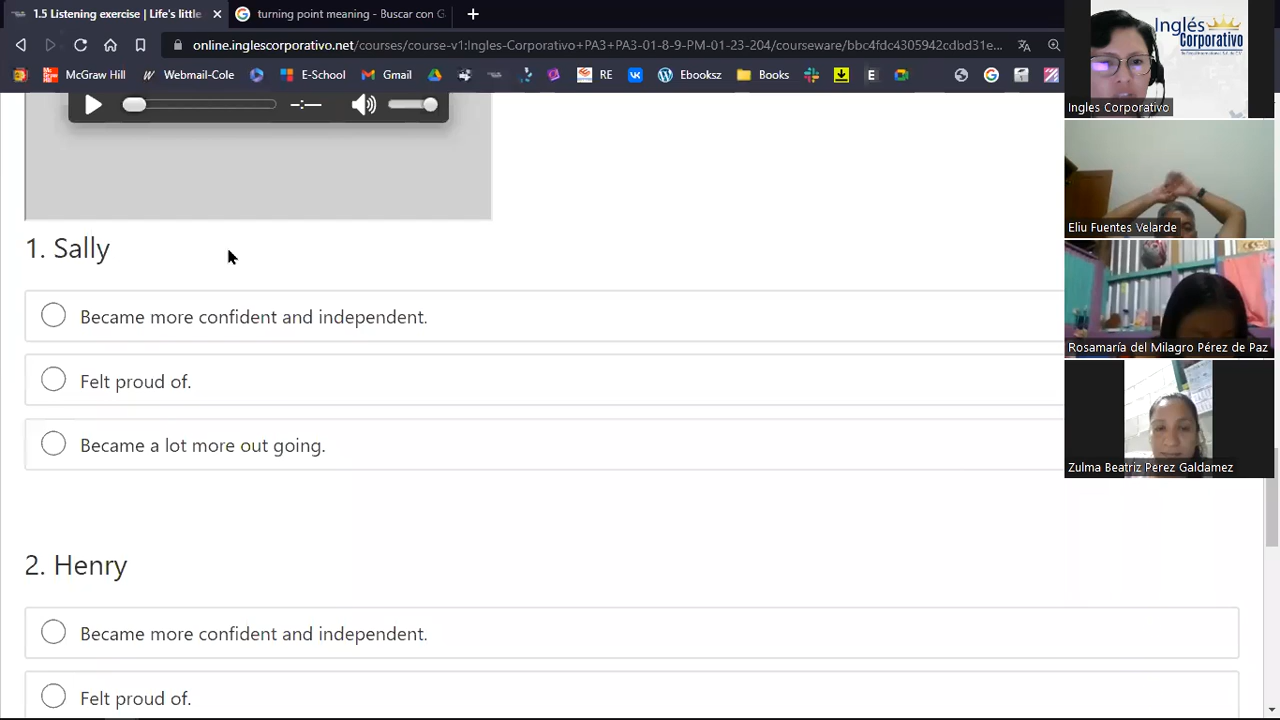 1.5 Listening exercise | Life's little
turning point meaning - Buscar con G
online.inglescorporativo.net/courses/course-v1:Ingles-Corporativo+PA3+PA3-01-8-9-PM-01-23-204/courseware/bbc4fdc4305942cdbd31e...
McGraw Hill
Webmail-Cole
E-School
Gmail
RE
Eboosz
Books
-:--
1. Sally
Became more confident and independent.
Felt proud of.
Became a lot more out going.
2. Henry
Became more confident and independent.
Felt proud of.
Inglés
Corporativo
Ingles Corporativo
Eliu Fuentes Velarde
Rosamaría del Milagro Pérez de Paz
Zulma Beatriz Perez Galdamez